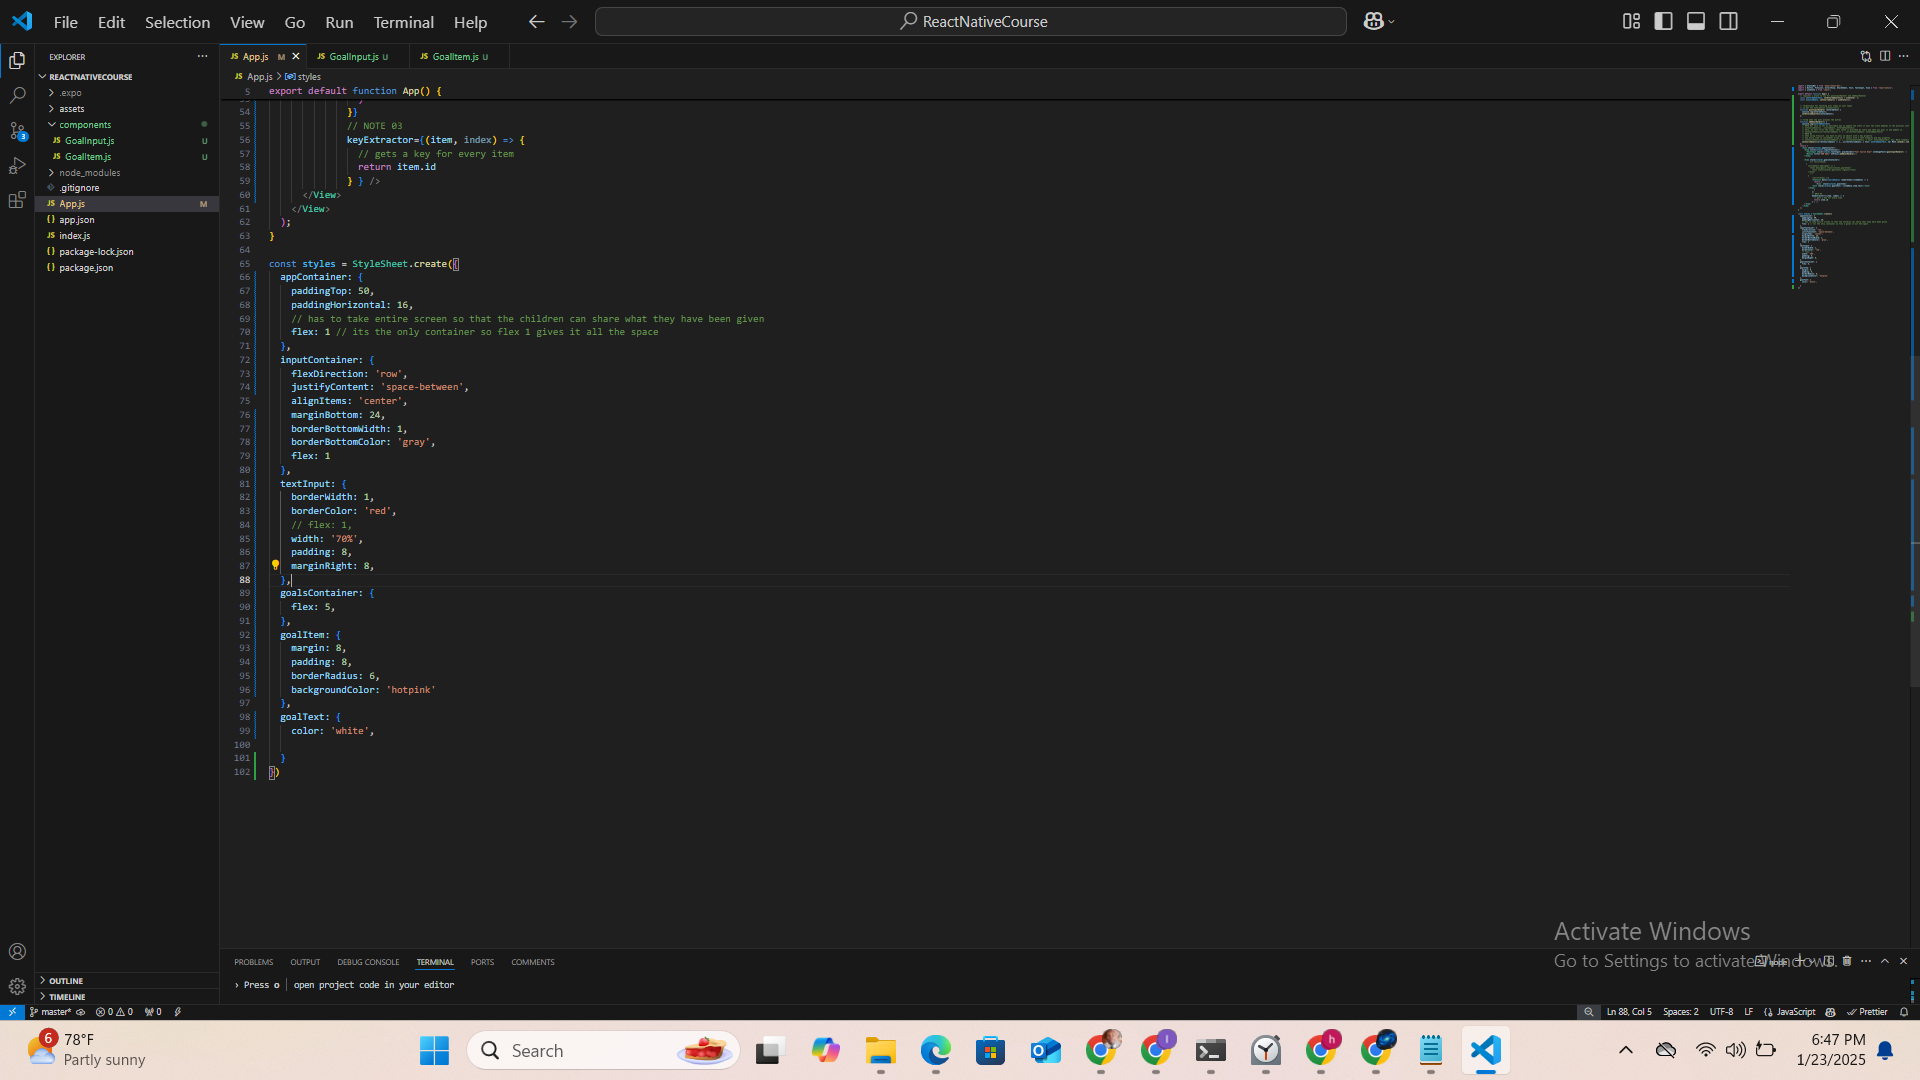 File Edit Selection View Go Run Terminal Help
ReactNativeCourse
EXPLORER
REACTNATIVECOURSE
.expo
assets
components
GoalInput.js U
GoalItem.js U
node_modules
.gitignore
JS App.js M
{} app.json
JS index.js
{} package-lock.json
{} package.json
OUTLINE
TIMELINE
JS App.js M
JS GoalInput.js U
JS GoalItem.js U
JS App.js > styles
5 export default function App() {
54 }}
55 // NOTE 03
56 keyExtractor={(item, index) => {
57 // gets a key for every item
58 return item.id
59 } } />
60 </View>
61 </View>
62 );
63 }
64
65 const styles = StyleSheet.create({
66 appContainer: {
67 paddingTop: 50,
68 paddingHorizontal: 16,
69 // has to take entire screen so that the children can share what they have been given
70 flex: 1 // its the only container so flex 1 gives it all the space
71 },
72 inputContainer: {
73 flexDirection: 'row',
74 justifyContent: 'space-between',
75 alignItems: 'center',
76 marginBottom: 24,
77 borderBottomWidth: 1,
78 borderBottomColor: 'gray',
79 flex: 1
80 },
81 textInput: {
82 borderWidth: 1,
83 borderColor: 'red',
84 // flex: 1,
85 width: '70%',
86 padding: 8,
87 marginRight: 8,
88 },
89 goalsContainer: {
90 flex: 5,
91 },
92 goalItem: {
93 margin: 8,
94 padding: 8,
95 borderRadius: 6,
96 backgroundColor: 'hotpink'
97 },
98 goalText: {
99 color: 'white',
100
101 }
102 })
Activate Windows
Go to Settings to activate Windows.
PROBLEMS OUTPUT DEBUG CONSOLE TERMINAL PORTS COMMENTS
› Press o │ open project code in your editor
master* 0 0 0
Ln 88, Col 5 Spaces: 2 UTF-8 LF {} JavaScript Prettier
6 78°F
Partly sunny
Search
6:47 PM
1/23/2025